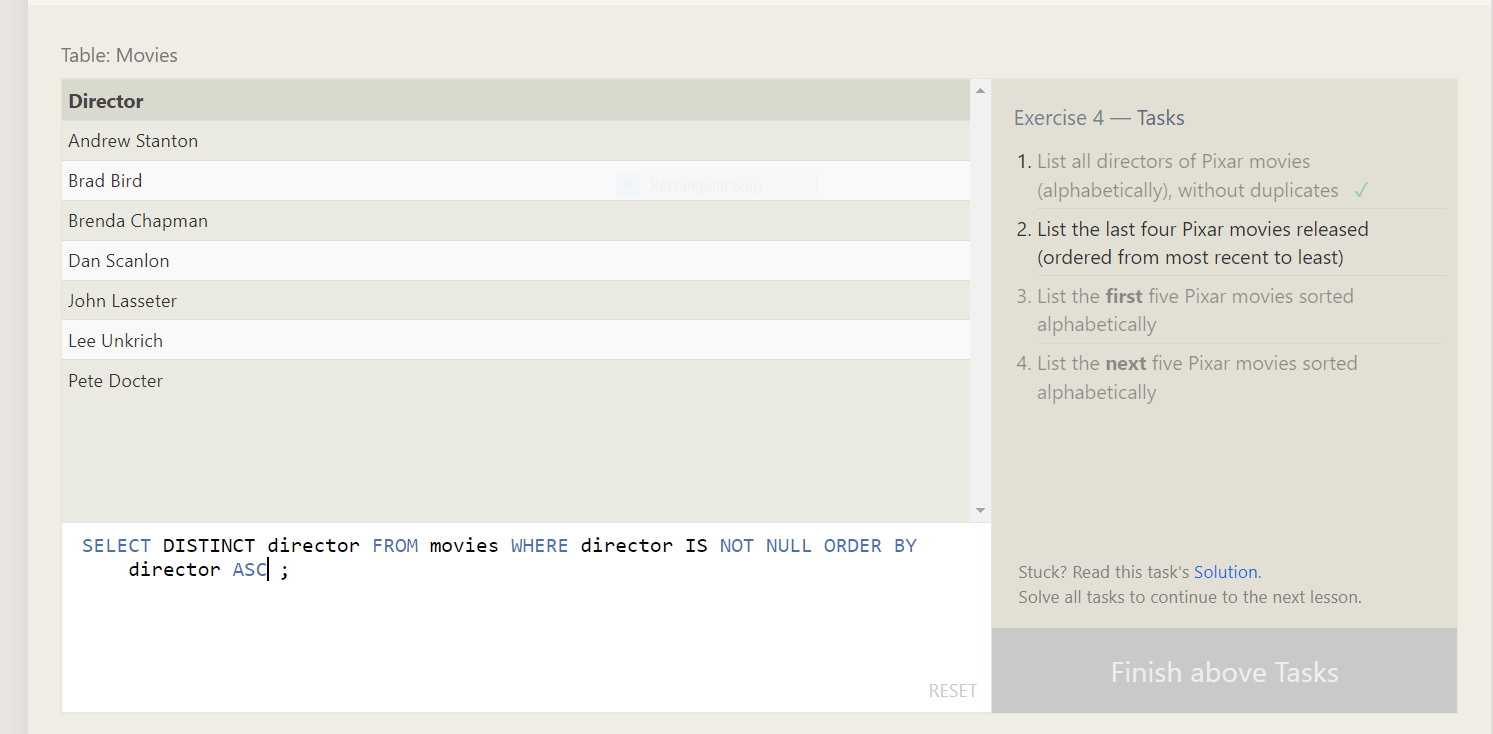 Table: Movies
Director
Andrew Stanton
Brad Bird
Rectangular Snip
Brenda Chapman
Dan Scanlon
John Lasseter
Lee Unkrich
Pete Docter
SELECT DISTINCT director FROM movies WHERE director IS NOT NULL ORDER BY
director ASC ;
RESET
Exercise 4 — Tasks
1. List all directors of Pixar movies
(alphabetically), without duplicates ✓
2. List the last four Pixar movies released
(ordered from most recent to least)
3. List the first five Pixar movies sorted
alphabetically
4. List the next five Pixar movies sorted
alphabetically
Stuck? Read this task's Solution.
Solve all tasks to continue to the next lesson.
Finish above Tasks